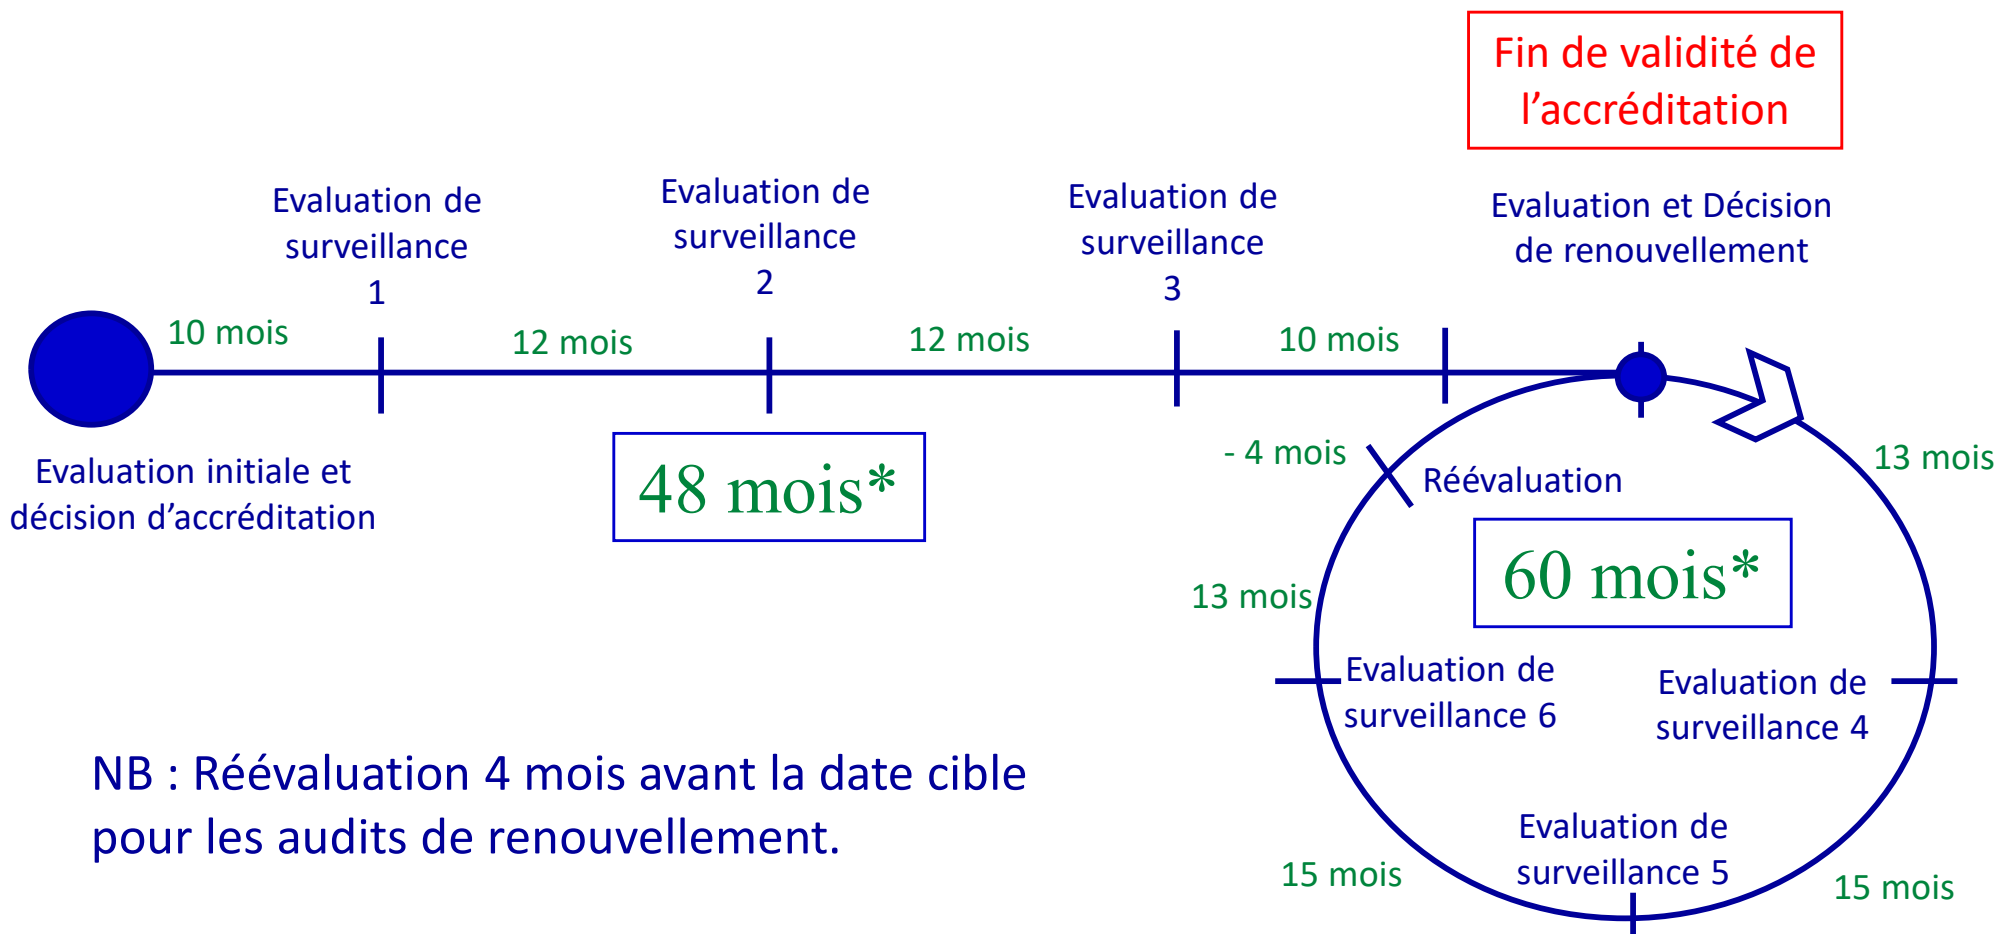 Fin de validité de
l’accréditation
Evaluation de
surveillance
1
Evaluation de
surveillance
2
Evaluation de
surveillance
3
Evaluation et Décision
de renouvellement
10 mois
12 mois
12 mois
10 mois
Evaluation initiale et
décision d’accréditation
48 mois*
- 4 mois
Réévaluation
13 mois
60 mois*
13 mois
Evaluation de
surveillance 6
Evaluation de
surveillance 4
Evaluation de
surveillance 5
15 mois
15 mois
NB : Réévaluation 4 mois avant la date cible
pour les audits de renouvellement.